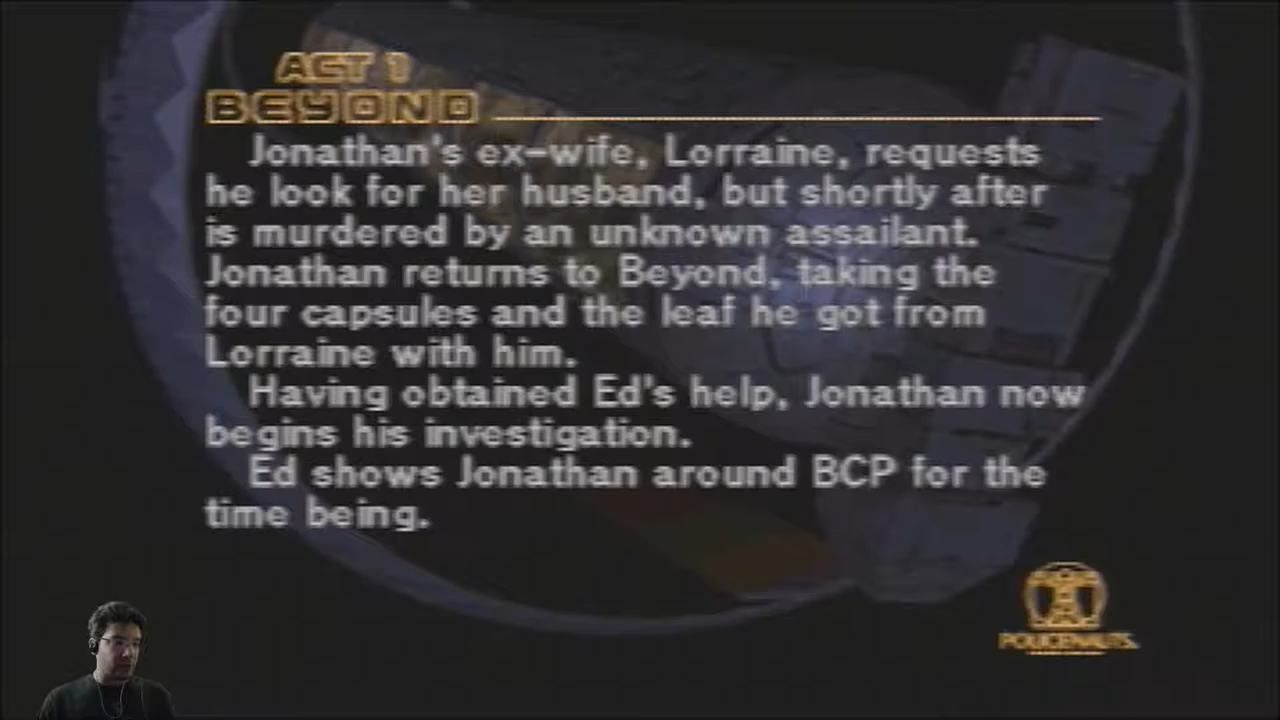 ACT 1
BEYOND
Jonathan's ex-wife, Lorraine, requests
he look for her husband, but shortly after
is murdered by an unknown assailant.
Jonathan returns to Beyond, taking the
four capsules and the leaf he got from
Lorraine with him.
Having obtained Ed's help, Jonathan now
begins his investigation.
Ed shows Jonathan around BCP for the
time being.
POLICENAUTS